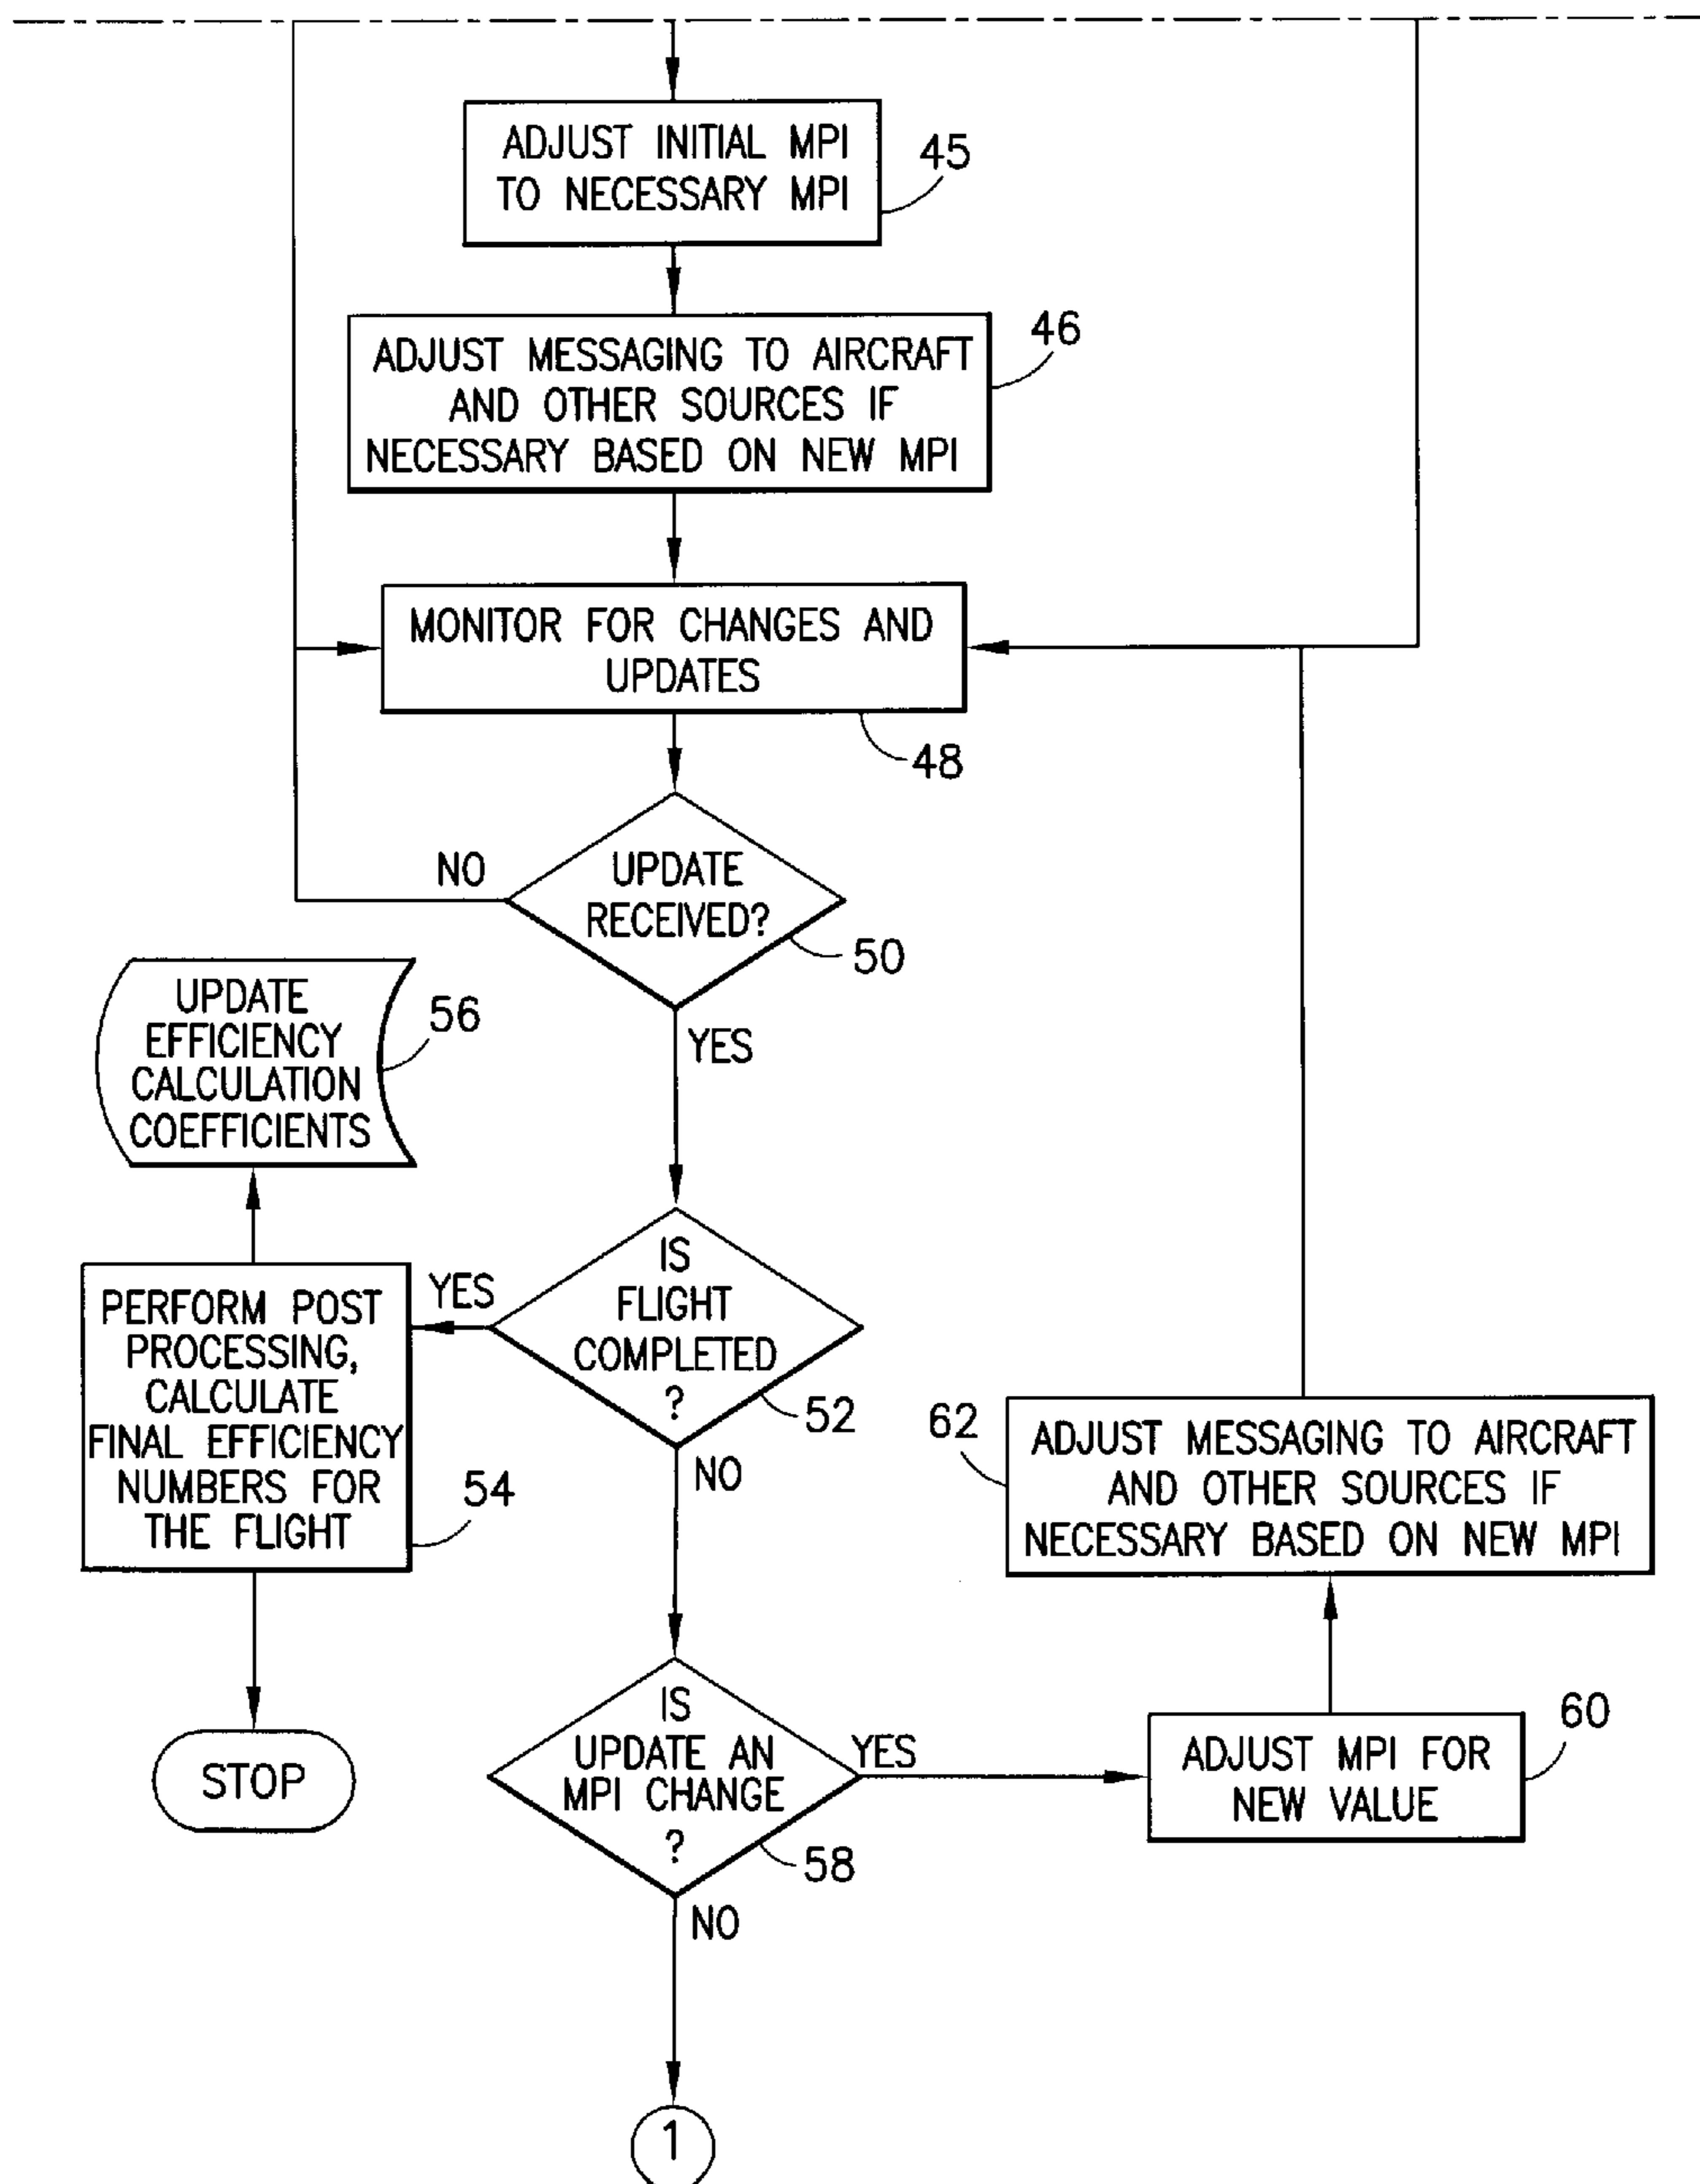 ADJUST INITIAL MPI
TO NECESSARY MPI
45
ADJUST MESSAGING TO AIRCRAFT
AND OTHER SOURCES IF
NECESSARY BASED ON NEW MPI
46
MONITOR FOR CHANGES AND
UPDATES
48
UPDATE
RECEIVED?
NO
50
YES
UPDATE
EFFICIENCY
CALCULATION
COEFFICIENTS
56
IS
FLIGHT
COMPLETED
?
YES
52
NO
PERFORM POST
PROCESSING,
CALCULATE
FINAL EFFICIENCY
NUMBERS FOR
THE FLIGHT
54
STOP
62
ADJUST MESSAGING TO AIRCRAFT
AND OTHER SOURCES IF
NECESSARY BASED ON NEW MPI
IS
UPDATE AN
MPI CHANGE
?
YES
58
NO
ADJUST MPI FOR
NEW VALUE
60
1